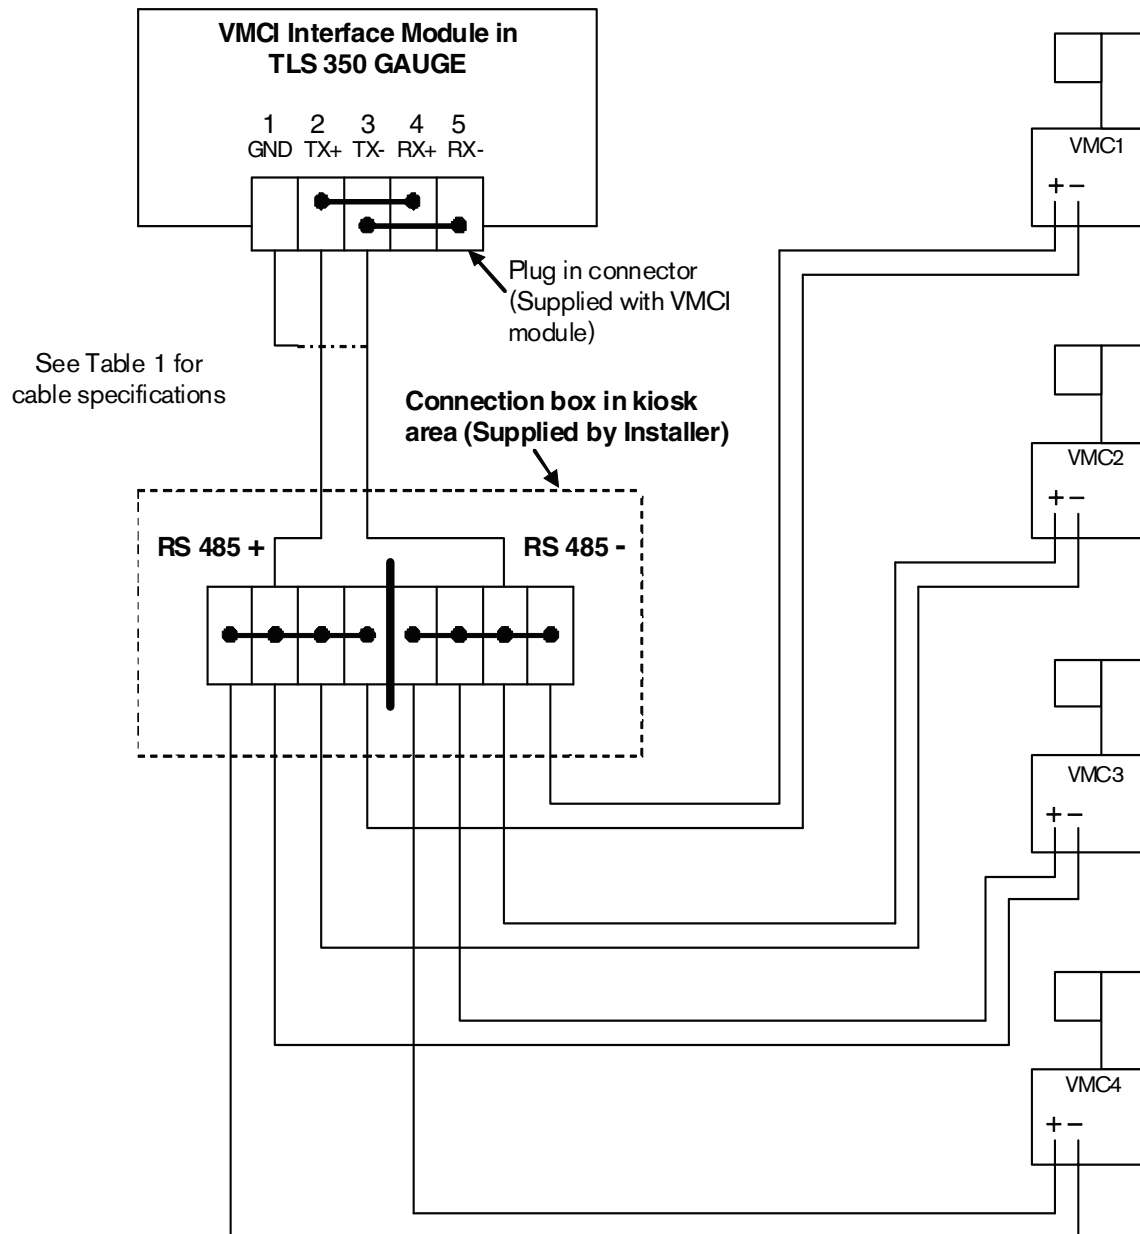 VMCI Interface Module in
TLS 350 GAUGE
1 2 3 4 5
GND TX+ TX- RX+ RX-
Plug in connector
(Supplied with VMCI
module)
See Table 1 for
cable specifications
Connection box in kiosk
area (Supplied by Installer)
RS 485 + RS 485 -
VMC1
+ −
VMC2
+ −
VMC3
+ −
VMC4
+ −